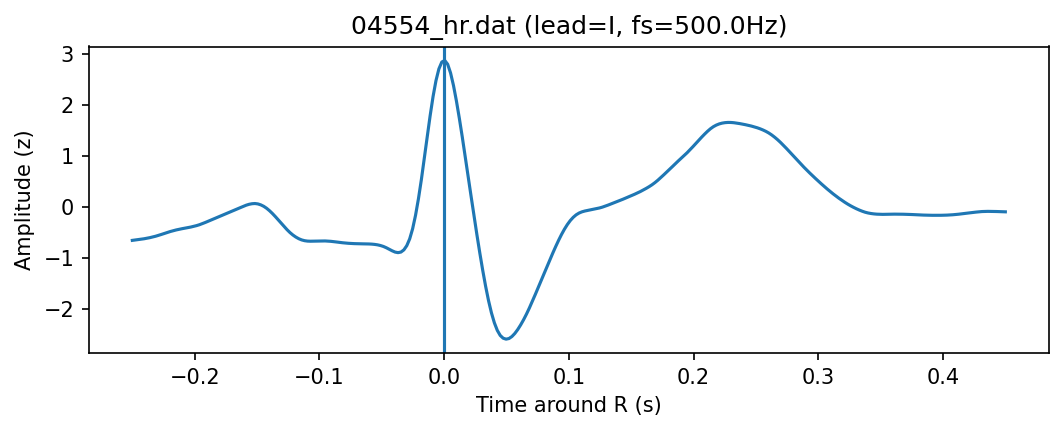 04554_hr.dat (lead=I, fs=500.0Hz)
Amplitude (z)
3
2
1
0
−1
−2
−0.2 −0.1 0.0 0.1 0.2 0.3 0.4
Time around R (s)